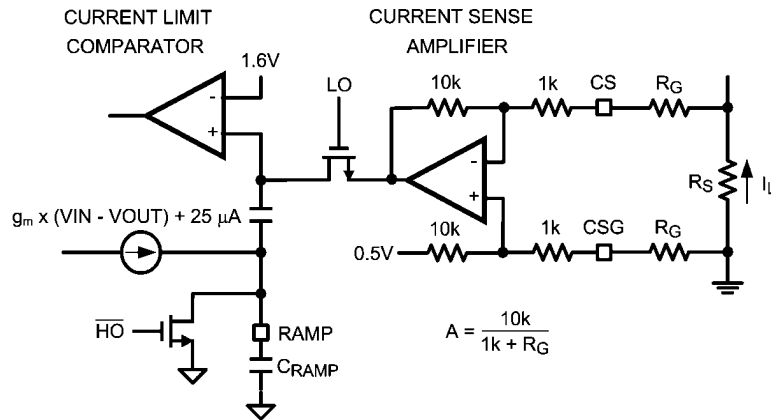 CURRENT LIMIT
COMPARATOR
CURRENT SENSE
AMPLIFIER
1.6V
LO
10k
1k
CS
R_G
-
+
-
+
R_S
I_L
g_m x (VIN - VOUT) + 25 μA
0.5V
10k
1k
CSG
R_G
H̅O̅
RAMP
C_RAMP
A = 10k / 1k + R_G